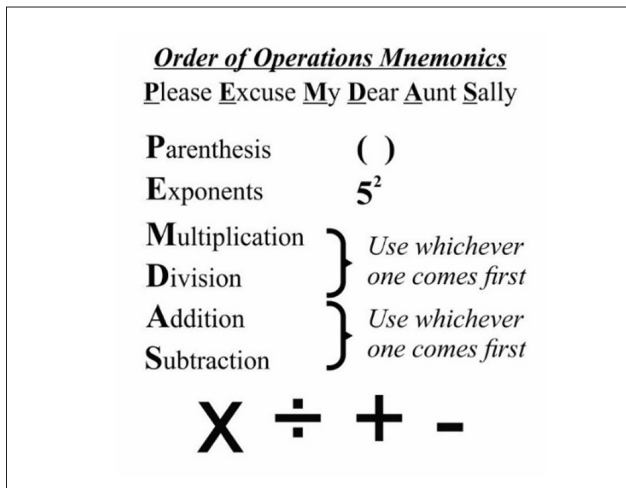 Order of Operations Mnemonics
Please Excuse My Dear Aunt Sally
Parenthesis ( )
Exponents 5²
Multiplication
Division
Use whichever
one comes first
Addition
Subtraction
Use whichever
one comes first
x ÷ + -